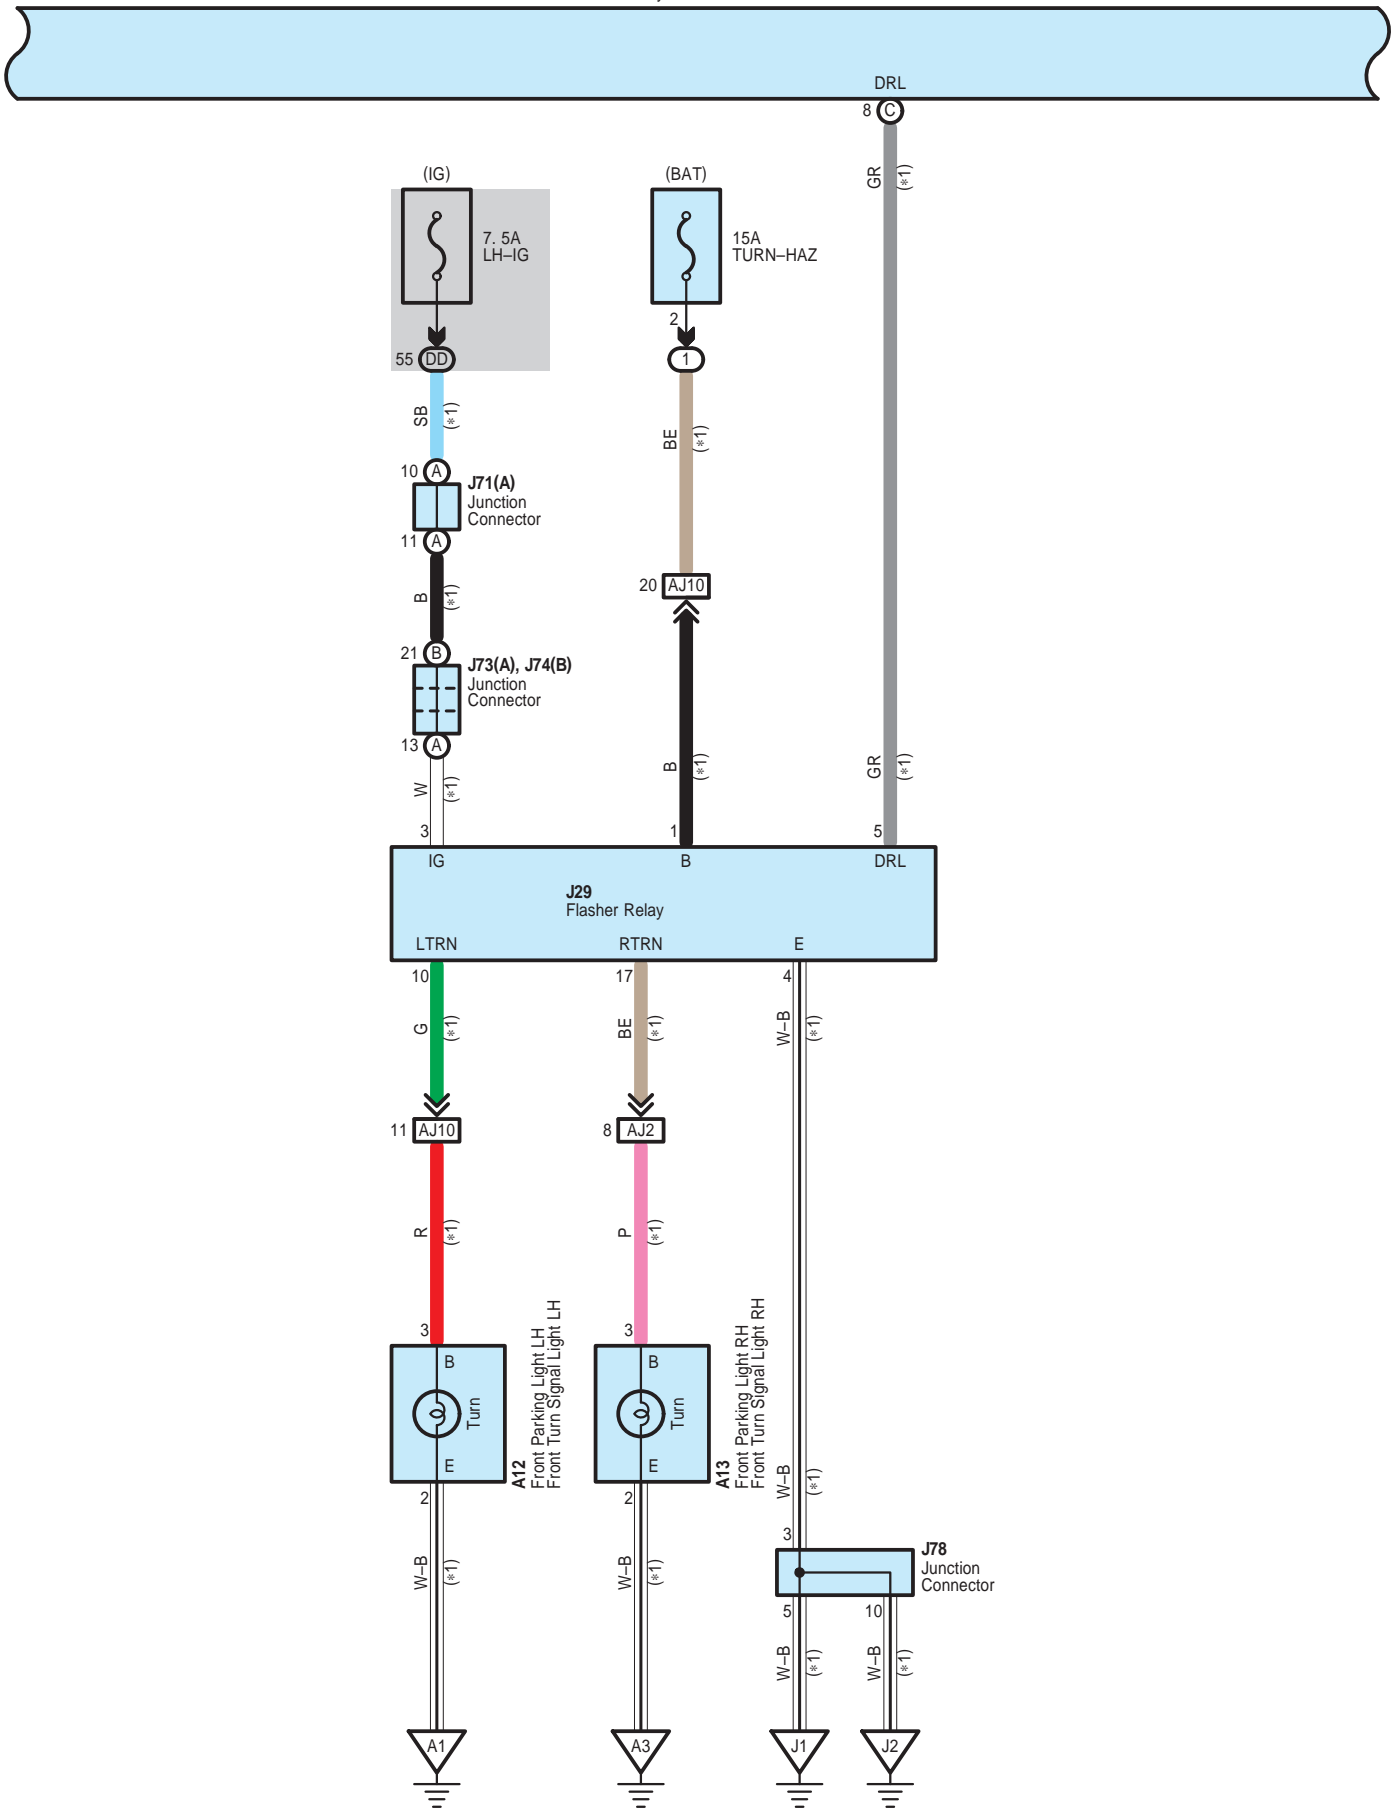 DRL
8 C
(IG)
(BAT)
GR
(*1)
7. 5A
LH–IG
15A
TURN–HAZ
2
55 DD
1
SB
(*1)
BE
(*1)
10 A
J71(A)
Junction
Connector
11 A
B
(*1)
20 AJ10
21 B
J73(A), J74(B)
Junction
Connector
13 A
W
(*1)
B
(*1)
GR
(*1)
3
1
5
IG
B
DRL
J29
Flasher Relay
LTRN
RTRN
E
10
17
4
G
(*1)
BE
(*1)
W–B
(*1)
11 AJ10
8 AJ2
R
(*1)
P
(*1)
3
3
B
Turn
E
A12
Front Parking Light LH
Front Turn Signal Light LH
B
Turn
E
A13
Front Parking Light RH
Front Turn Signal Light RH
W–B
(*1)
2
2
3
J78
Junction
Connector
W–B
(*1)
W–B
(*1)
5
10
W–B
(*1)
W–B
(*1)
A1
A3
J1
J2